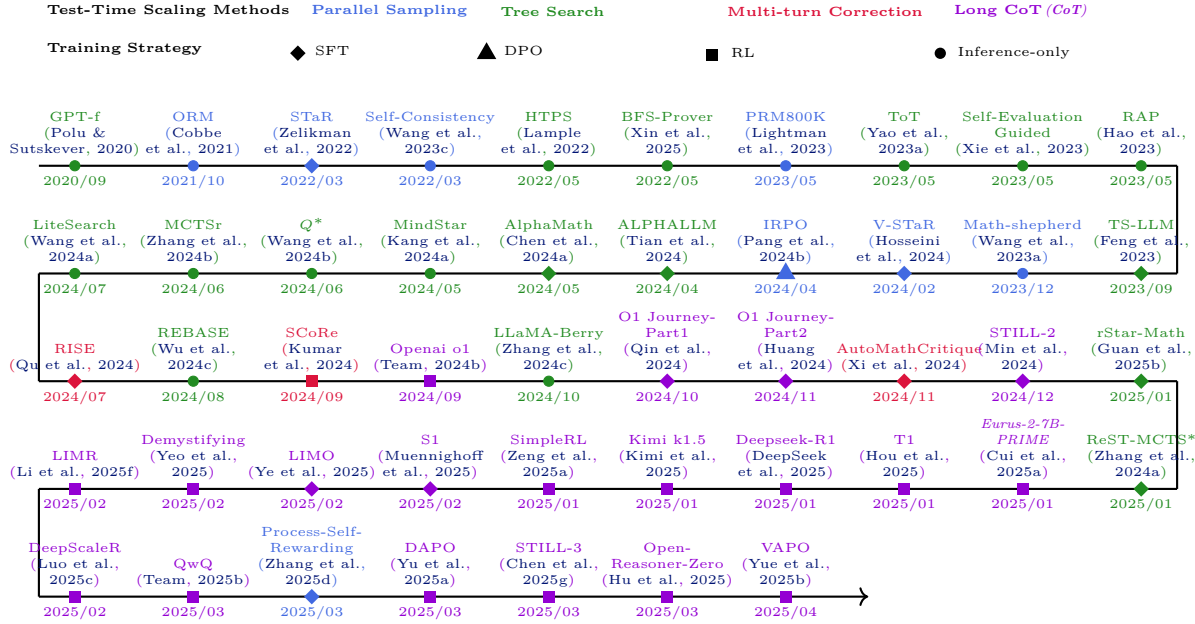 Test-Time Scaling Methods Parallel Sampling Tree Search Multi-turn Correction Long CoT (CoT)
Training Strategy SFT DPO RL Inference-only
GPT-f
(Polu &
Sutskever, 2020)
2020/09
ORM
(Cobbe
et al., 2021)
2021/10
STaR
(Zelikman
et al., 2022)
2022/03
Self-Consistency
(Wang et al.,
2023c)
2022/03
HTPS
(Lample
et al., 2022)
2022/05
BFS-Prover
(Xin et al.,
2025)
2022/05
PRM800K
(Lightman
et al., 2023)
2023/05
ToT
(Yao et al.,
2023a)
2023/05
Self-Evaluation
Guided
(Xie et al., 2023)
2023/05
RAP
(Hao et al.,
2023)
2023/05
LiteSearch
(Wang et al.,
2024a)
2024/07
MCTSr
(Zhang et al.,
2024b)
2024/06
Q*
(Wang et al.,
2024b)
2024/06
MindStar
(Kang et al.,
2024a)
2024/05
AlphaMath
(Chen et al.,
2024a)
2024/05
ALPHALLM
(Tian et al.,
2024)
2024/04
IRPO
(Pang et al.,
2024b)
2024/04
V-STaR
(Hosseini
et al., 2024)
2024/02
Math-shepherd
(Wang et al.,
2023a)
2023/12
TS-LLM
(Feng et al.,
2023)
2023/09
RISE
(Qu et al., 2024)
2024/07
REBASE
(Wu et al.,
2024c)
2024/08
SCoRe
(Kumar
et al., 2024)
2024/09
Openai o1
(Team, 2024b)
2024/09
LLaMA-Berry
(Zhang et al.,
2024c)
2024/10
O1 Journey-
Part1
(Qin et al.,
2024)
2024/10
O1 Journey-
Part2
(Huang
et al., 2024)
2024/11
AutoMathCritique
(Xi et al., 2024)
2024/11
STILL-2
(Min et al.,
2024)
2024/12
rStar-Math
(Guan et al.,
2025b)
2025/01
LIMR
(Li et al., 2025f)
2025/02
Demystifying
(Yeo et al.,
2025)
2025/02
LIMO
(Ye et al., 2025)
2025/02
S1
(Muennighoff
et al., 2025)
2025/02
SimpleRL
(Zeng et al.,
2025a)
2025/01
Kimi k1.5
(Kimi et al.,
2025)
2025/01
Deepseek-R1
(DeepSeek
et al., 2025)
2025/01
T1
(Hou et al.,
2025)
2025/01
Eurus-2-7B-
PRIME
(Cui et al.,
2025a)
2025/01
ReST-MCTS*
(Zhang et al.,
2024a)
2025/01
DeepScaleR
(Luo et al.,
2025c)
2025/02
QwQ
(Team, 2025b)
2025/03
Process-Self-
Rewarding
(Zhang et al.,
2025d)
2025/03
DAPO
(Yu et al.,
2025a)
2025/03
STILL-3
(Chen et al.,
2025g)
2025/03
Open-
Reasoner-Zero
(Hu et al., 2025)
2025/03
VAPO
(Yue et al.,
2025b)
2025/04